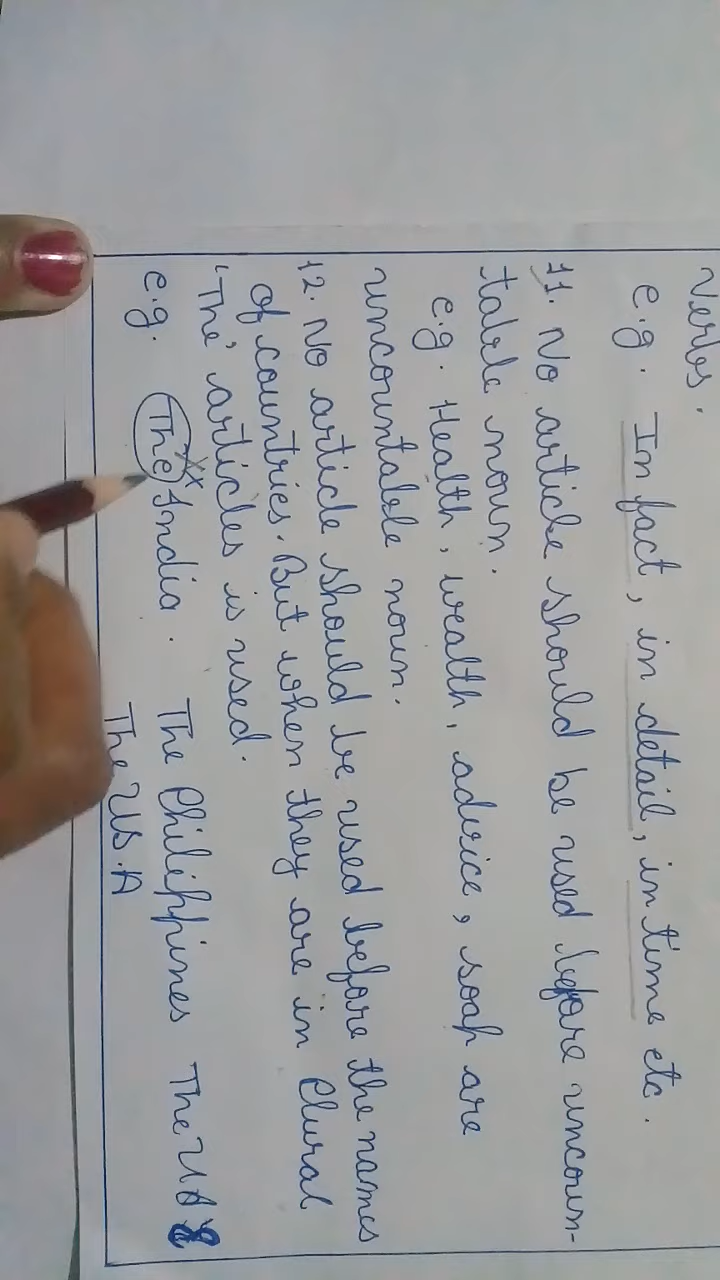 verbs.
e.g. In fact, in detail, in time etc.
11. No article should be used before uncoun-
table noun.
e.g. Health, wealth, advice, soap are
uncountable noun.
12. No article should be used before the names
of countries. But when they are in Plural
'The' articles is used.
e.g. The xx India. The Philippines The
The U.S.A